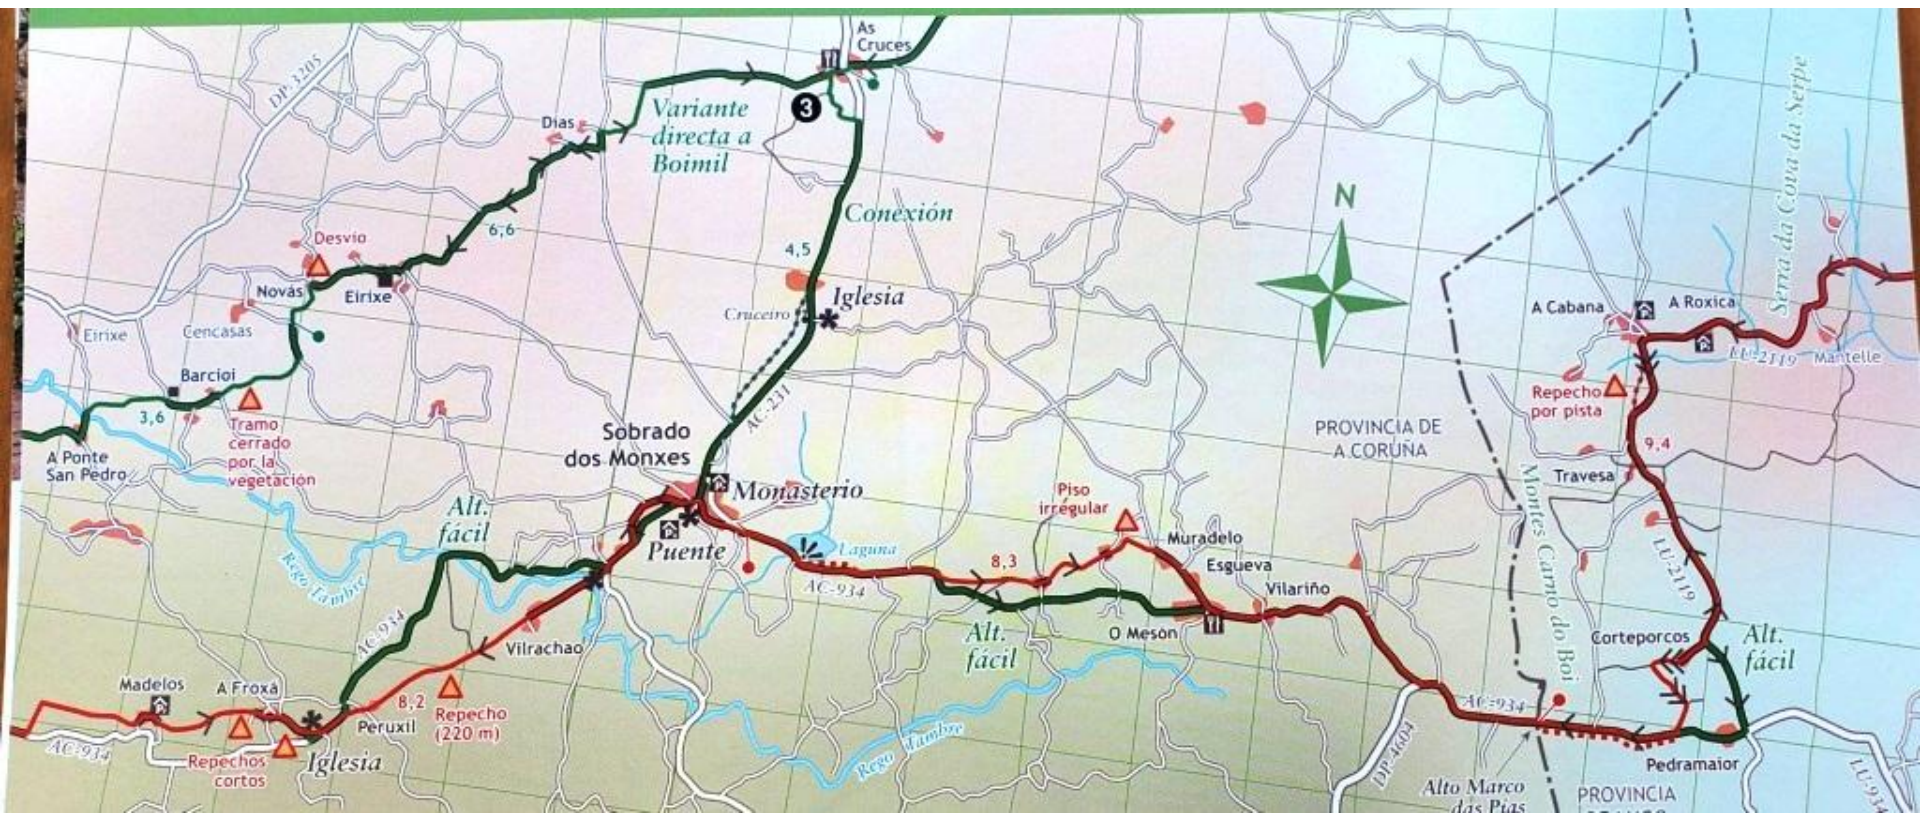 As
Cruces
DP-3205
3
Variante
directa a
Boimil
Dias
Serra da Cova da Serpe
N
Conexión
6,6
4,5
Desvío
Novás
Eirixe
Iglesia
Cruceiro
Eirixe
Cencasas
A Cabana
A Roxica
LU-2119
Mantelle
Barcioi
3,6
Tramo
cerrado
por la
vegetación
AC-231
Repecho
por pista
PROVINCIA DE
A CORUÑA
9,4
Sobrado
dos Monxes
A Ponte
San Pedro
Travesa
Monasterio
Alt.
fácil
Piso
irregular
Puente
Laguna
Muradelo
Montes Carno do Boi
LU-2119
Rego Tambre
8,3
AC-934
Esgueva
Vilariño
O Mesón
Alt.
fácil
AC-934
Vilrachao
Corteporcos
Alt.
fácil
Madelos
A Froxá
8,2
Peruxil
Repecho
(220 m)
AC-934
AC-934
Repechos
cortos
Iglesia
Rego Tambre
DP-4604
Pedramaior
LU-934
Alto Marco
das Pías
PROVINCIA